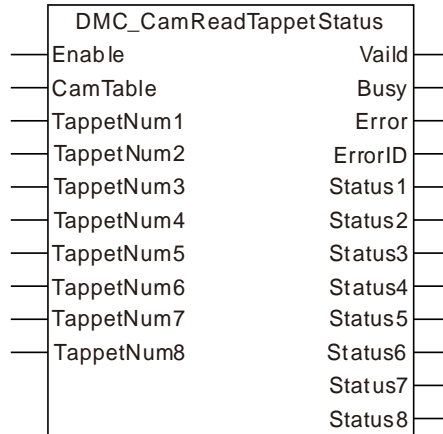 DMC_CamReadTappetStatus
Enable Vaild
CamTable Busy
TappetNum1 Error
TappetNum2 ErrorID
TappetNum3 Status1
TappetNum4 Status2
TappetNum5 Status3
TappetNum6 Status4
TappetNum7 Status5
TappetNum8 Status6
Status7
Status8